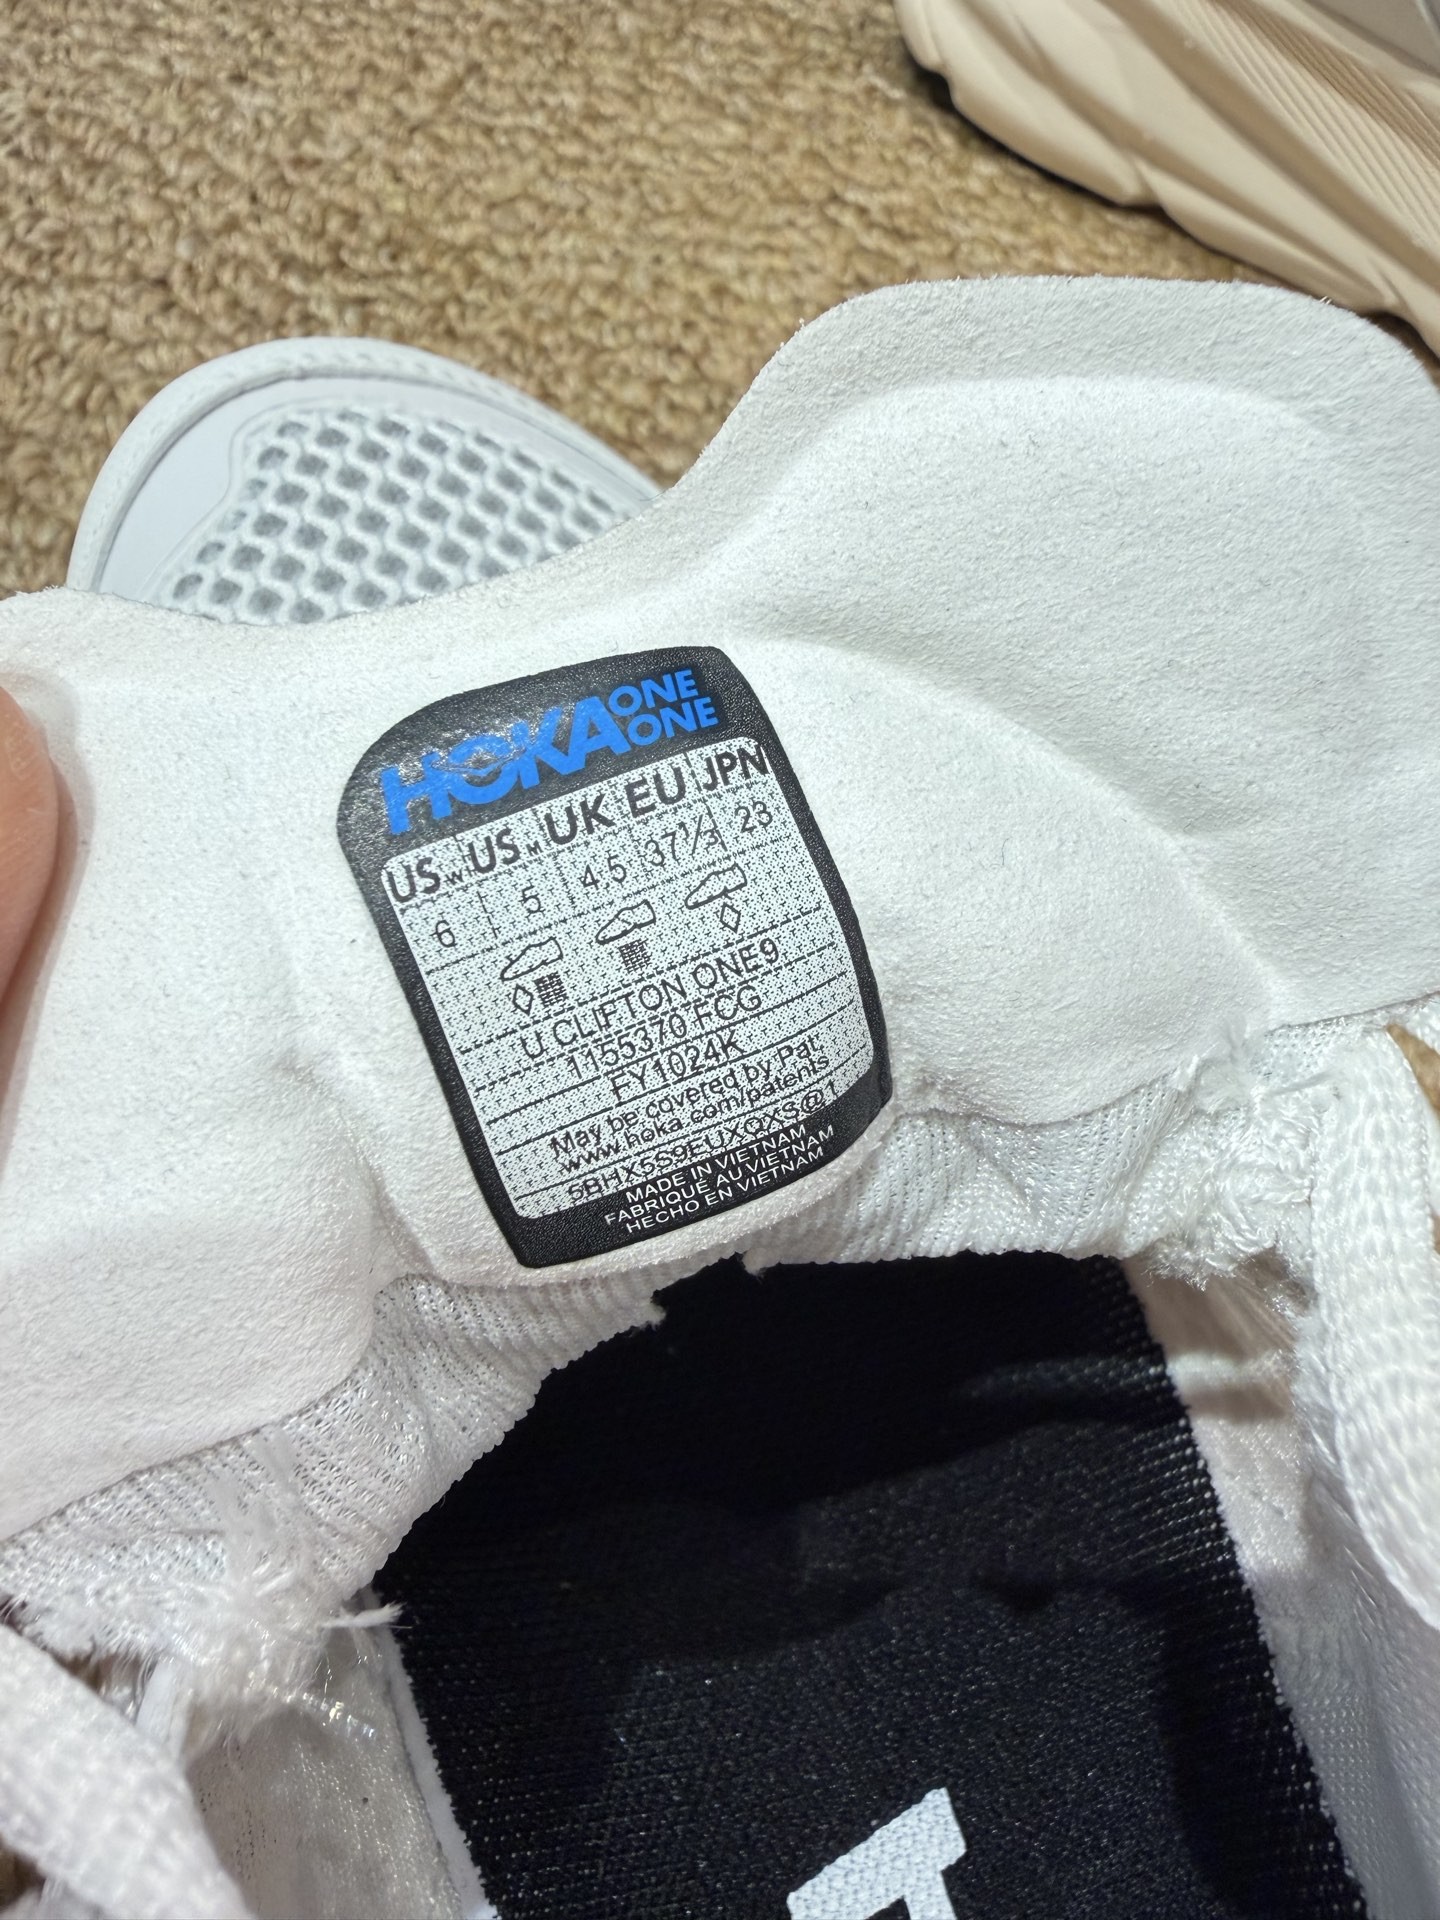 HOKA ONE ONE
US W US M UK EU JPN
6 5 4.5 37⅓ 23
U CLIFTON ONE9
1155370 FCG
FY1024K
May be covered by Pat
www.hoka.com/patents
5BHX5S9EUXQXS@1
MADE IN VIETNAM
FABRIQUÉ AU VIETNAM
HECHO EN VIETNAM